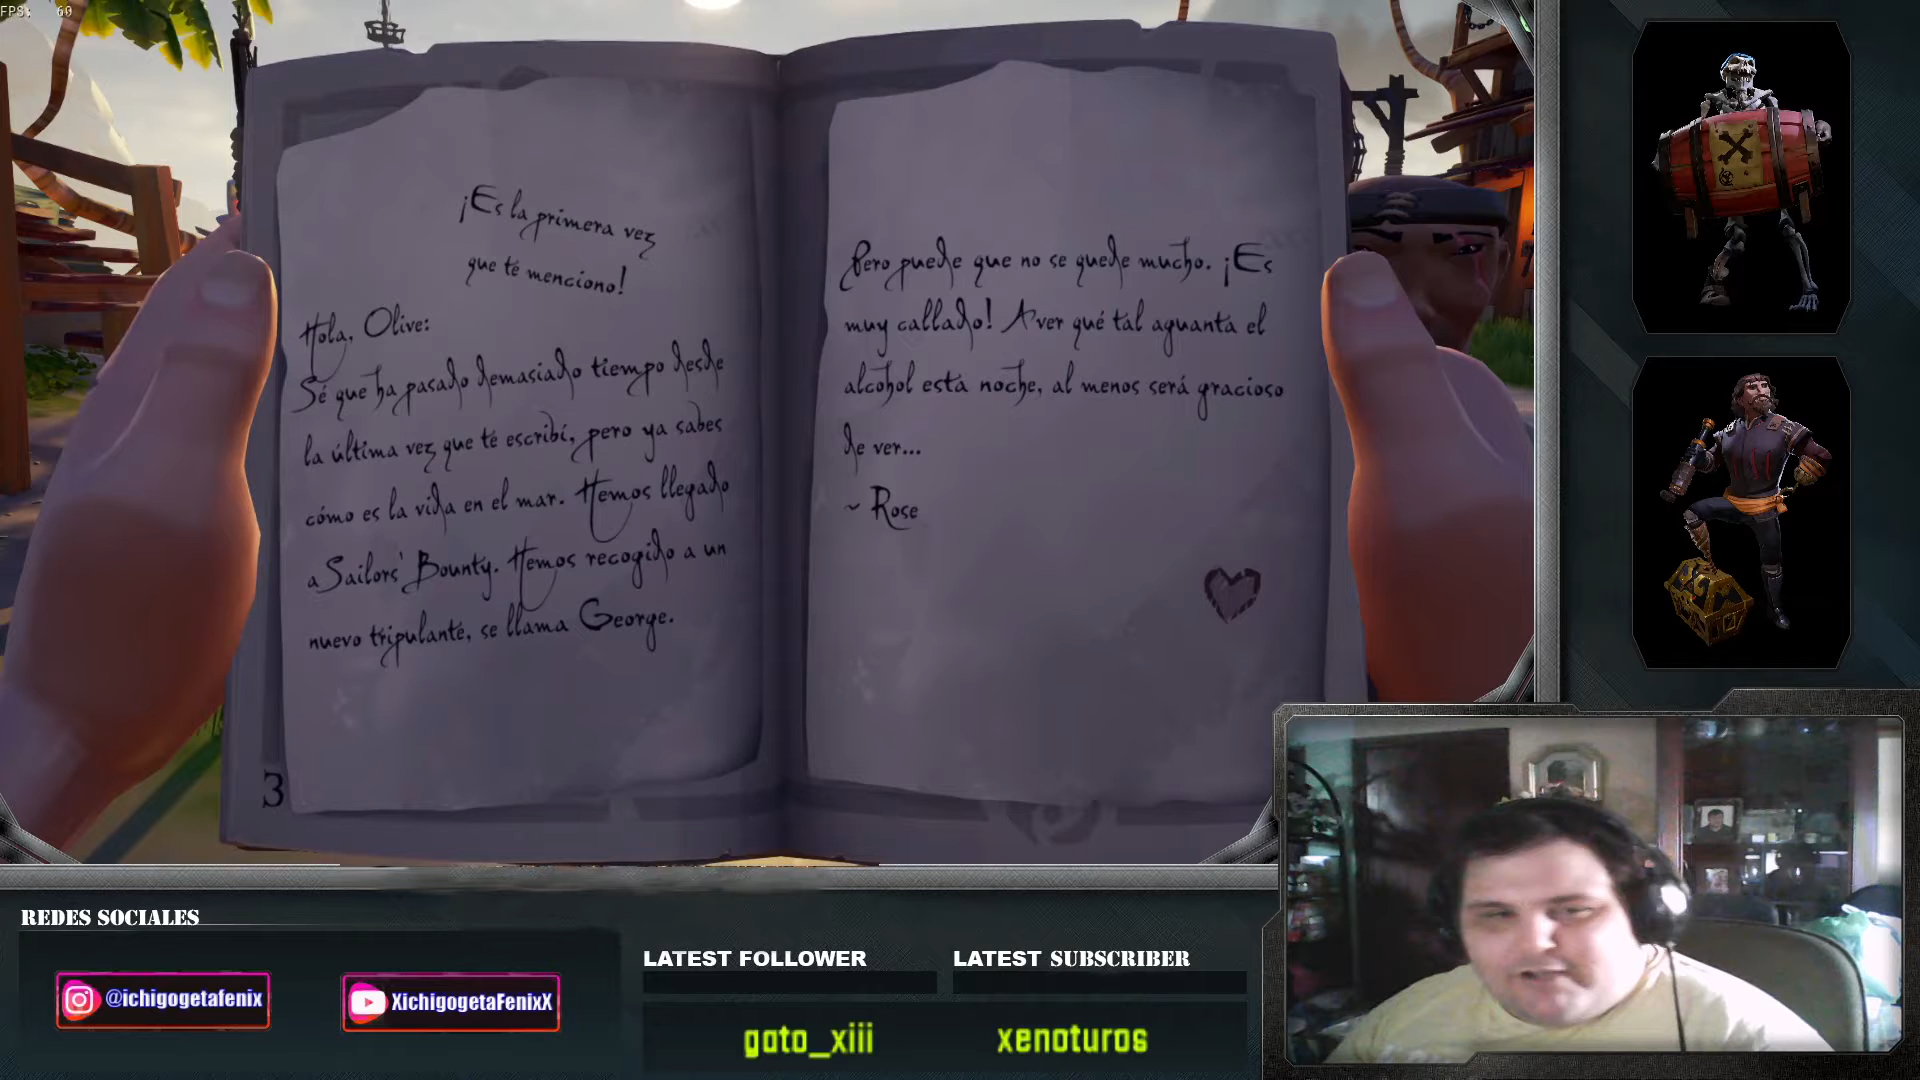 FPS: 60
¡Es la primera vez
que te menciono!
Hola, Olive:
Sé que ha pasado demasiado tiempo desde
la última vez que te escribí, pero ya sabes
cómo es la vida en el mar. Hemos llegado
a Sailors' Bounty. Hemos recogido a un
nuevo tripulante, se llama George.
3
Pero puede que no se quede mucho. ¡Es
muy callado! A ver qué tal aguanta el
alcohol esta noche, al menos será gracioso
de ver...
~ Rose
REDES SOCIALES
@ichigogetafenix
XichigogetaFenixX
LATEST FOLLOWER
gato_xiii
LATEST SUBSCRIBER
xenoturos